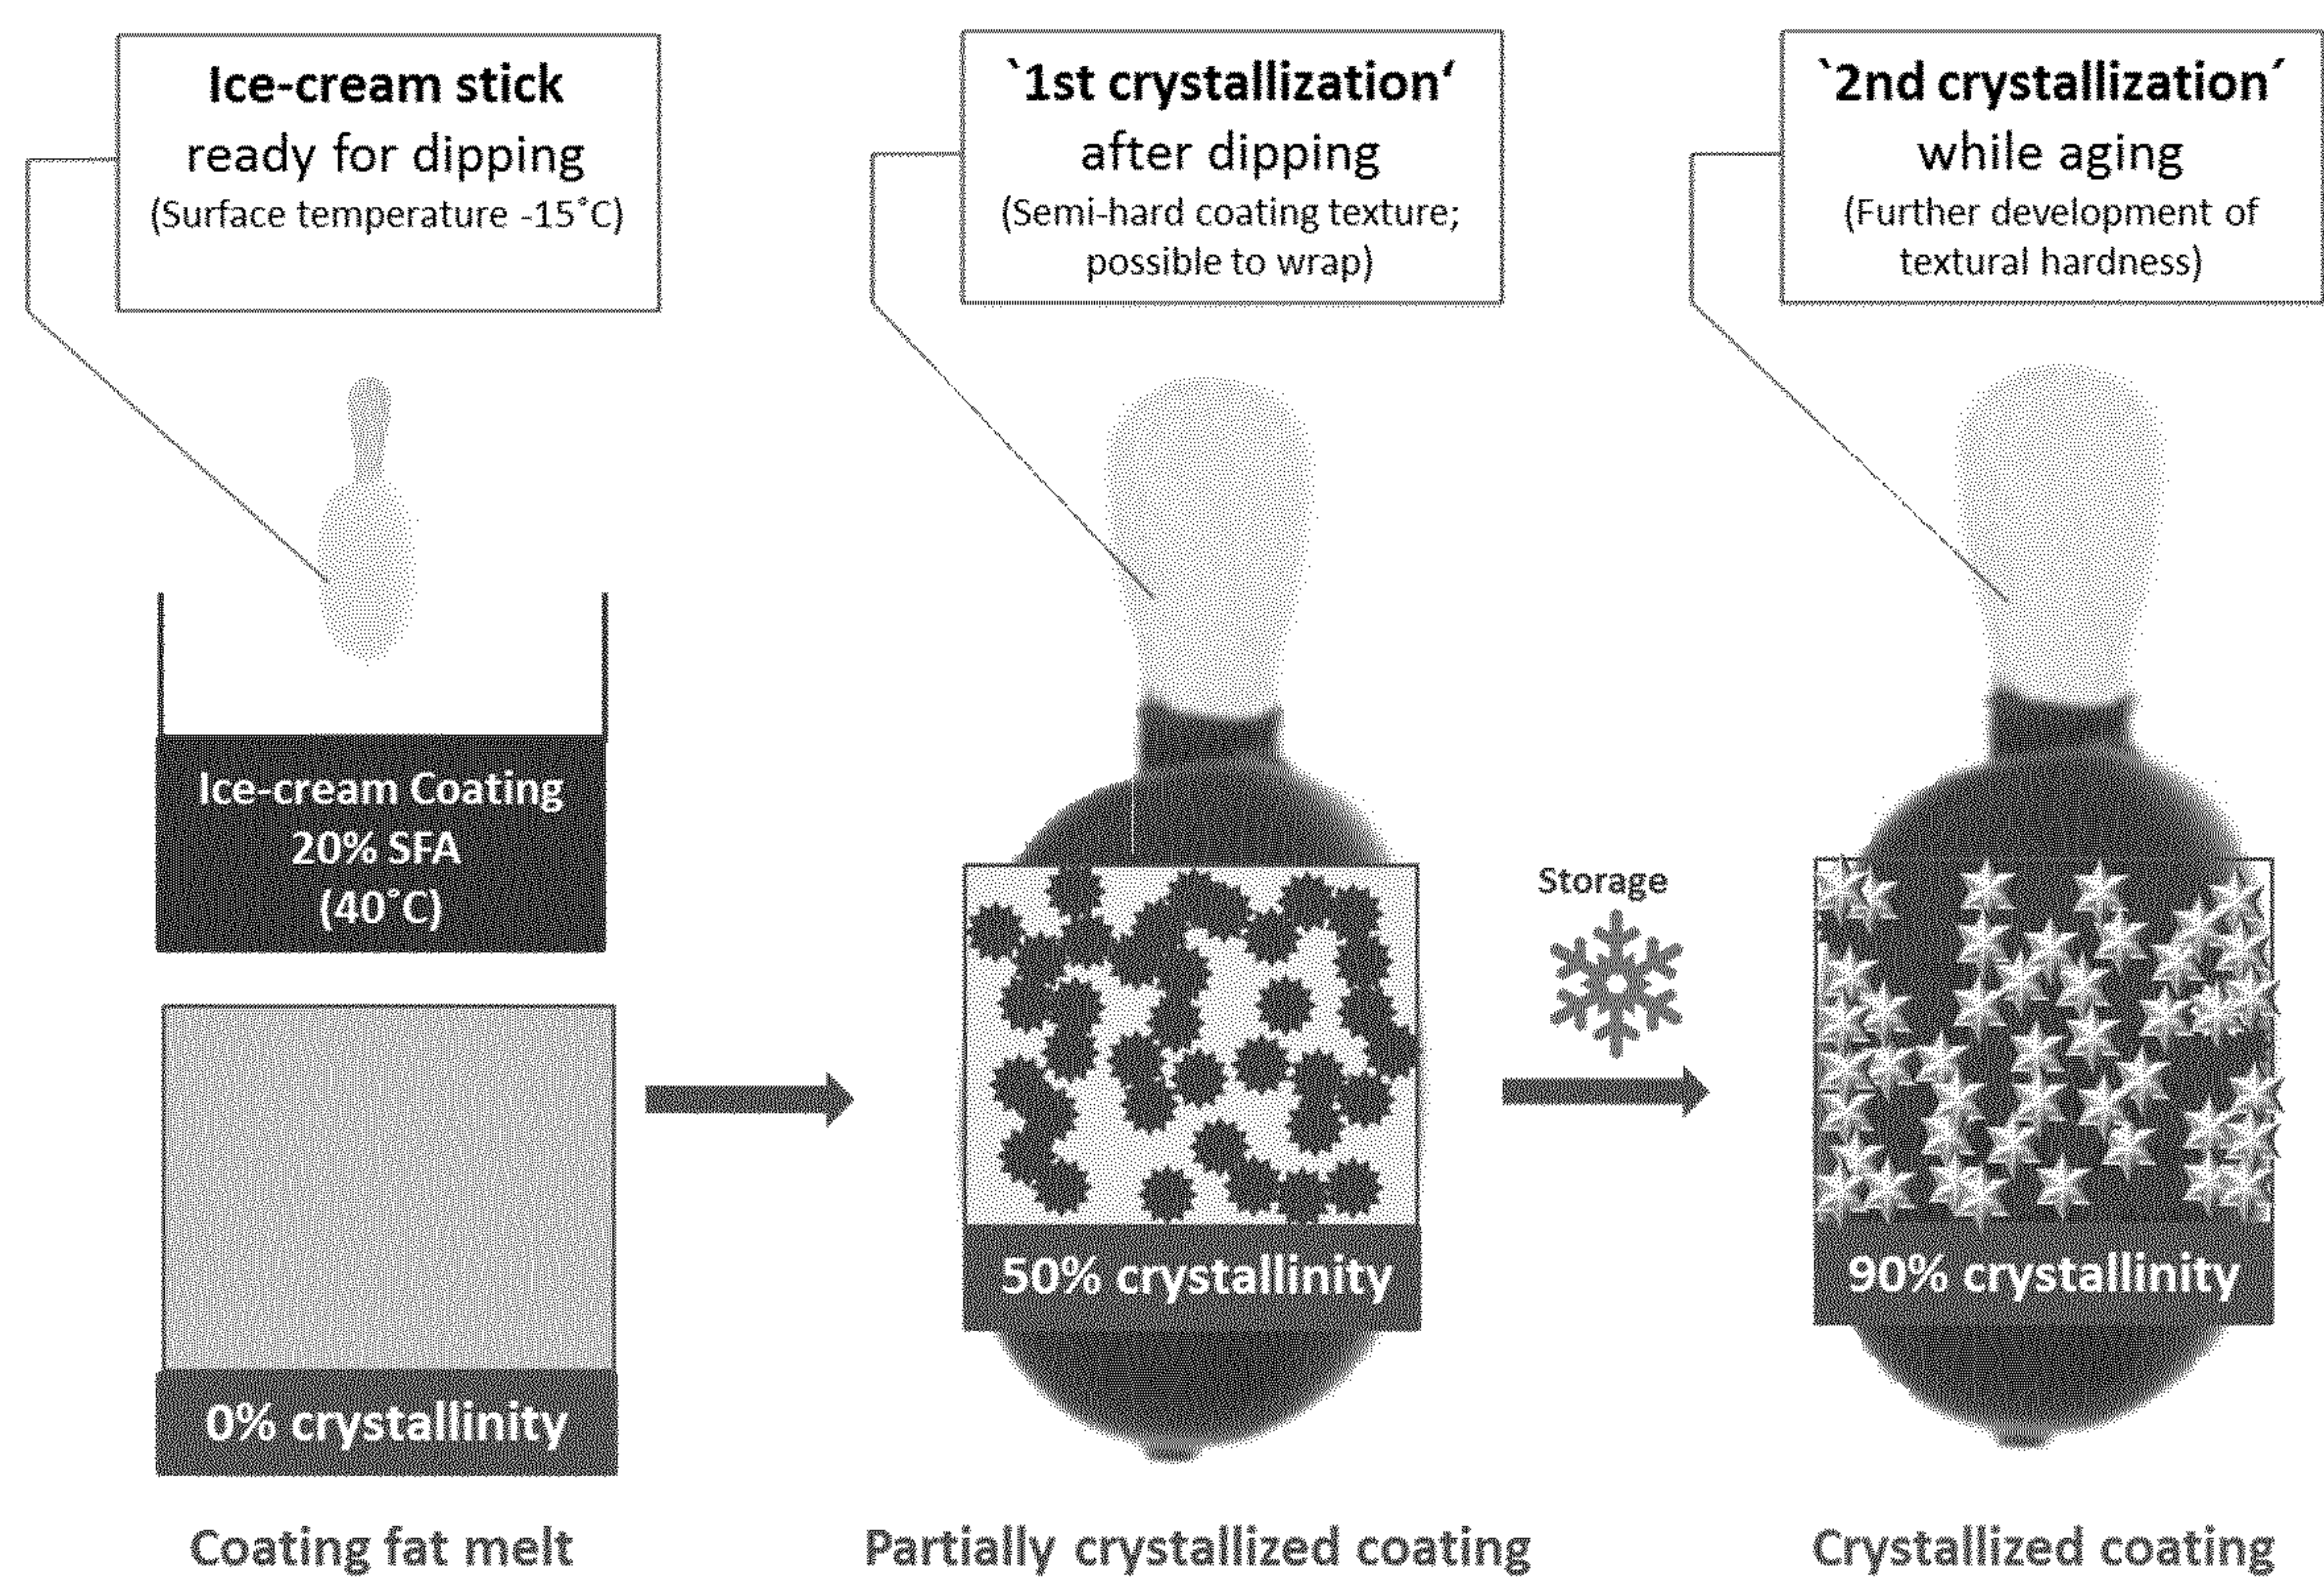 Ice-cream stick
ready for dipping
(Surface temperature -15˚C)
`1st crystallization‘
after dipping
(Semi-hard coating texture;
possible to wrap)
`2nd crystallization´
while aging
(Further development of
textural hardness)
Ice-cream Coating
20% SFA
(40˚C)
Storage
0% crystallinity
50% crystallinity
90% crystallinity
Coating fat melt
Partially crystallized coating
Crystallized coating